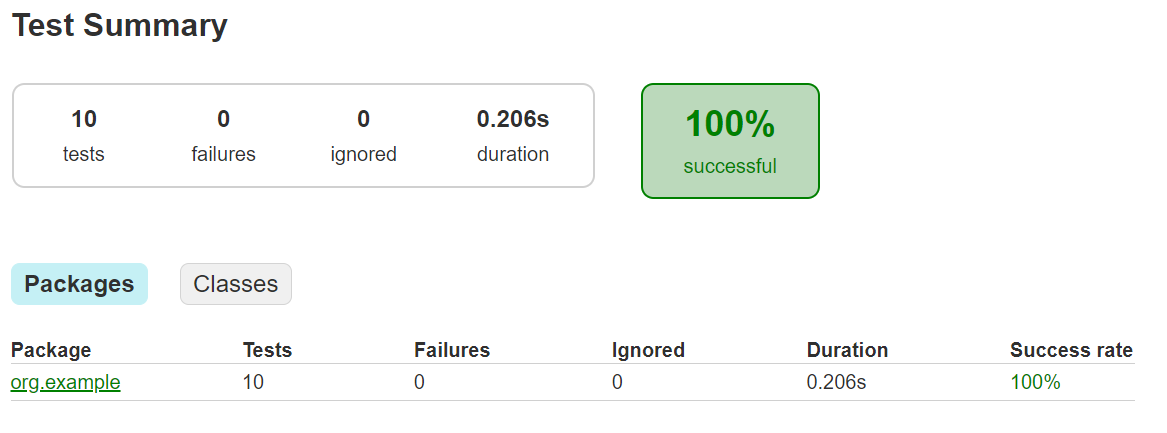 Test Summary
10 0 0 0.206s
tests failures ignored duration
100%
successful
Packages Classes
Package Tests Failures Ignored Duration Success rate
org.example 10 0 0 0.206s 100%